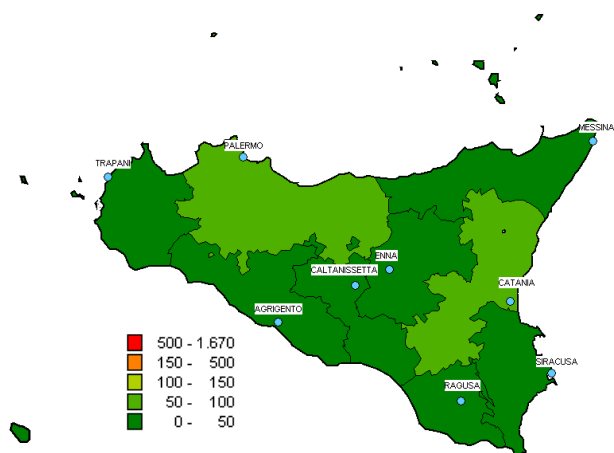 MESSINA
PALERMO
TRAPANI
ENNA
CALTANISSETTA
CATANIA
AGRIGENTO
500 - 1.670
150 - 500
100 - 150
50 - 100
0 - 50
SIRACUSA
RAGUSA